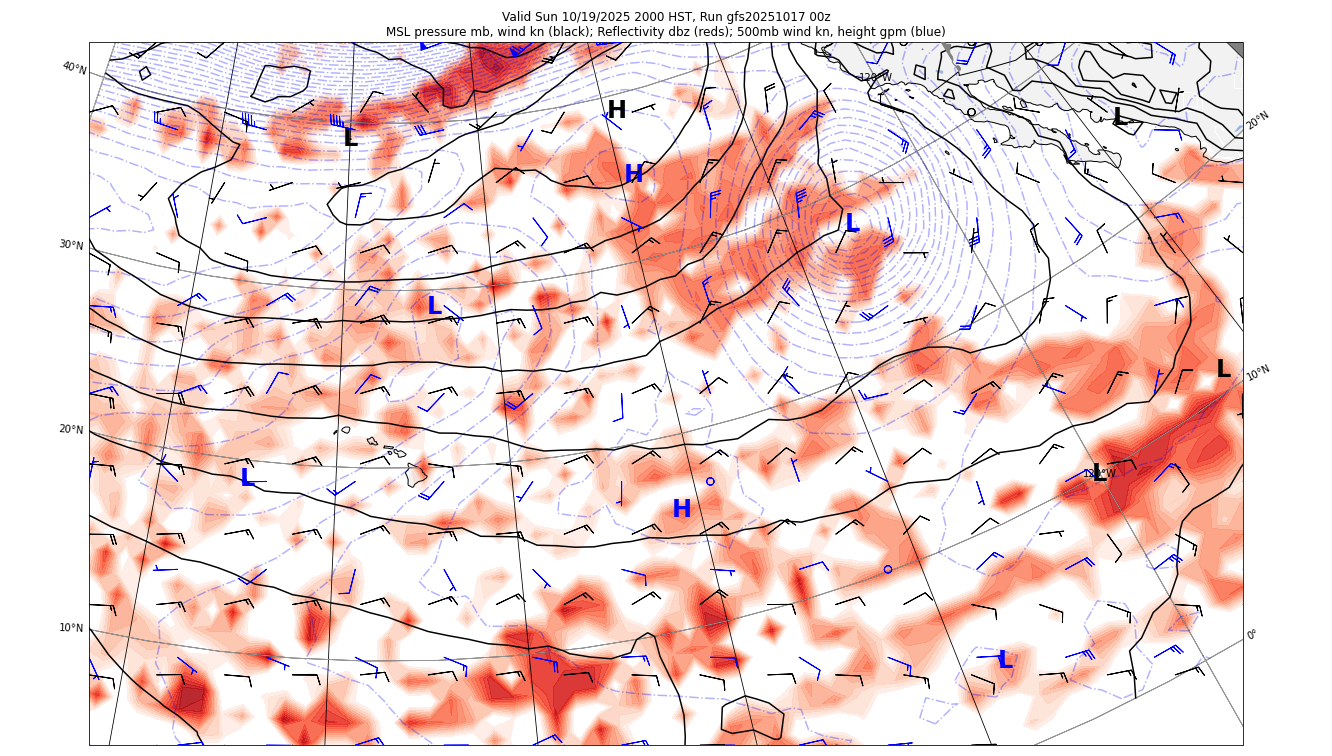 Valid Sun 10/19/2025 2000 HST, Run gfs20251017 00z
MSL pressure mb, wind kn (black); Reflectivity dbz (reds); 500mb wind kn, height gpm (blue)
L
40°N
120°W
H
L
20°N
L
H
L
30°N
L
L
10°N
20°N
L
L
120°W
H
10°N
0°
L